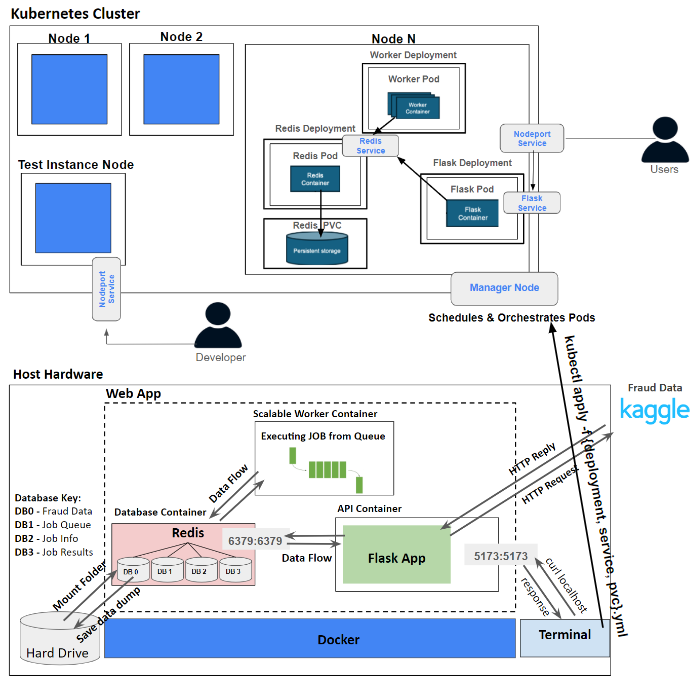 Kubernetes Cluster
Node 1
Node 2
Node N
Worker Deployment
Worker Pod
Worker
Container
Redis Deployment
Redis
Service
Nodeport
Service
Users
Redis Pod
Redis
Container
Flask Deployment
Flask Pod
Flask
Container
Flask
Service
Test Instance Node
Redis_PVC
Persistent storage
Nodeport
Service
Manager Node
Schedules & Orchestrates Pods
Developer
kubectl apply -f {deployment, service, pvc}.yml
Host Hardware
Web App
Fraud Data
kaggle
Scalable Worker Container
Executing JOB from Queue
HTTP Reply
HTTP Request
Data Flow
Database Key:
DB0 - Fraud Data
DB1 - Job Queue
DB2 - Job Info
DB3 - Job Results
Database Container
API Container
Redis
6379:6379
Data Flow
Flask App
5173:5173
DB 0
DB 1
DB 2
DB 3
Mount Folder
Save data dump
curl localhost
response
Hard Drive
Docker
Terminal